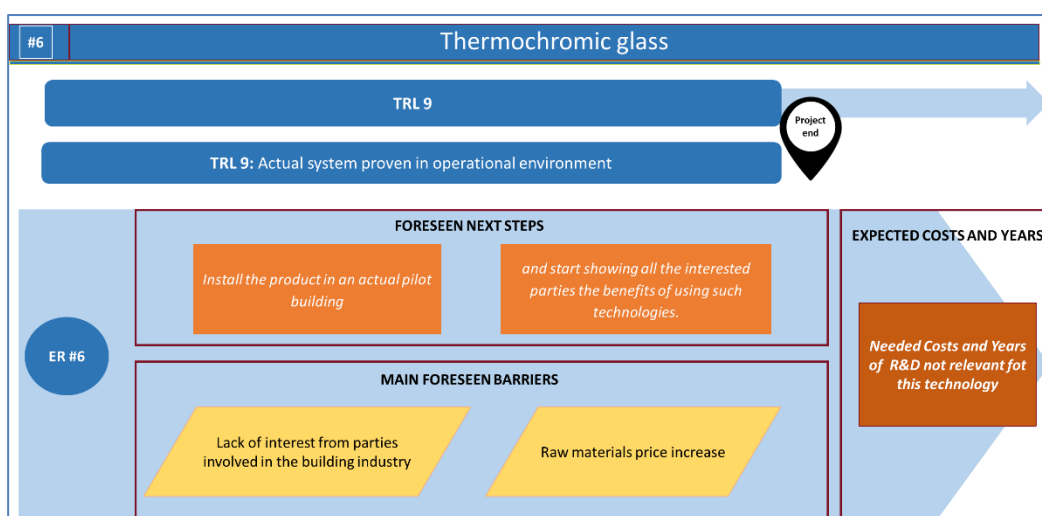 #6
Thermochromic glass
TRL 9
Project
end
TRL 9: Actual system proven in operational environment
FORESEEN NEXT STEPS
Install the product in an actual pilot
building
and start showing all the interested
parties the benefits of using such
technologies.
EXPECTED COSTS AND YEARS
Needed Costs and Years
of R&D not relevant fot
this technology
ER #6
MAIN FORESEEN BARRIERS
Lack of interest from parties
involved in the building industry
Raw materials price increase